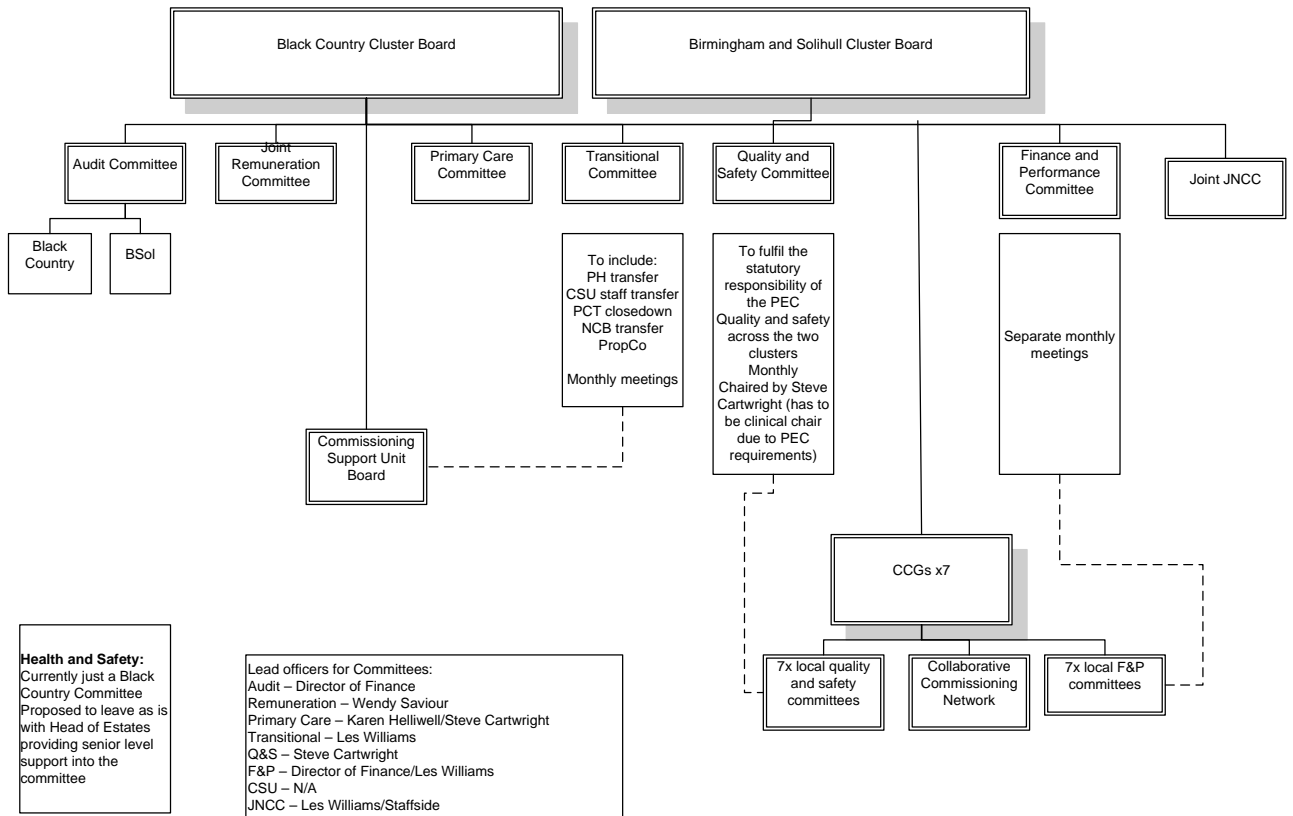 Black Country Cluster Board
Birmingham and Solihull Cluster Board
Audit Committee
Joint
Remuneration
Committee
Primary Care
Committee
Transitional
Committee
Quality and
Safety Committee
Finance and
Performance
Committee
Joint JNCC
Black
Country
BSol
To include:
PH transfer
CSU staff transfer
PCT closedown
NCB transfer
PropCo
Monthly meetings
To fulfil the
statutory
responsibility of
the PEC
Quality and safety
across the two
clusters
Monthly
Chaired by Steve
Cartwright (has to
be clinical chair
due to PEC
requirements)
Separate monthly
meetings
Commissioning
Support Unit
Board
CCGs x7
7x local quality
and safety
committees
Collaborative
Commissioning
Network
7x local F&P
committees
Health and Safety:
Currently just a Black
Country Committee
Proposed to leave as is
with Head of Estates
providing senior level
support into the
committee
Lead officers for Committees:
Audit – Director of Finance
Remuneration – Wendy Saviour
Primary Care – Karen Helliwell/Steve Cartwright
Transitional – Les Williams
Q&S – Steve Cartwright
F&P – Director of Finance/Les Williams
CSU – N/A
JNCC – Les Williams/Staffside